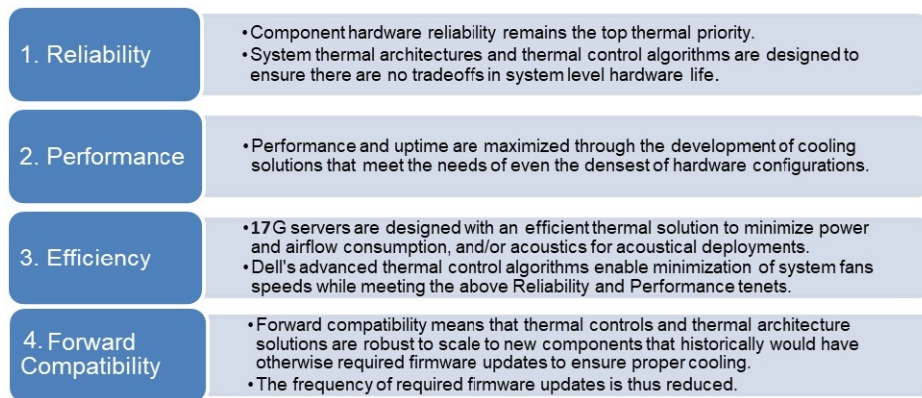 1. Reliability
•Component hardware reliability remains the top thermal priority.
•System thermal architectures and thermal control algorithms are designed to
ensure there are no tradeoffs in system level hardware life.
2. Performance
•Performance and uptime are maximized through the development of cooling
solutions that meet the needs of even the densest of hardware configurations.
3. Efficiency
•17G servers are designed with an efficient thermal solution to minimize power
and airflow consumption, and/or acoustics for acoustical deployments.
•Dell's advanced thermal control algorithms enable minimization of system fans
speeds while meeting the above Reliability and Performance tenets.
4. Forward
Compatibility
•Forward compatibility means that thermal controls and thermal architecture
solutions are robust to scale to new components that historically would have
otherwise required firmware updates to ensure proper cooling.
•The frequency of required firmware updates is thus reduced.